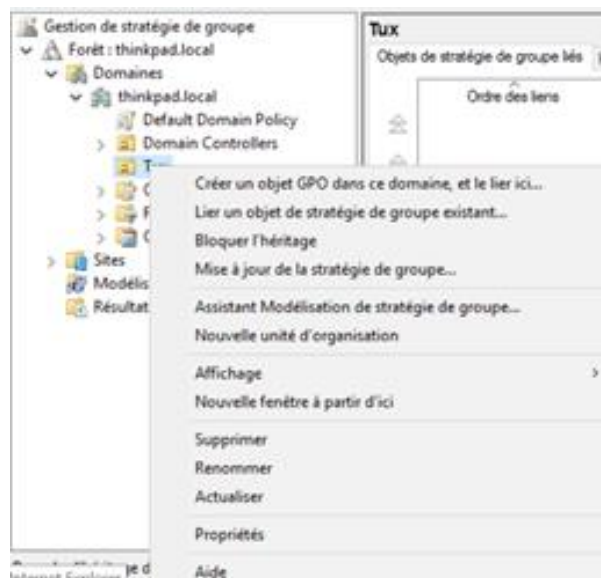 Gestion de stratégie de groupe
Forêt : thinkpad.local
Domaines
thinkpad.local
Default Domain Policy
Domain Controllers
Sites
Modélis
Résultat
Tux
Objets de stratégie de groupe liés
Ordre des liens
Créer un objet GPO dans ce domaine, et le lier ici...
Lier un objet de stratégie de groupe existant...
Bloquer l'héritage
Mise à jour de la stratégie de groupe...
Assistant Modélisation de stratégie de groupe...
Nouvelle unité d'organisation
Affichage
Nouvelle fenêtre à partir d'ici
Supprimer
Renommer
Actualiser
Propriétés
Aide